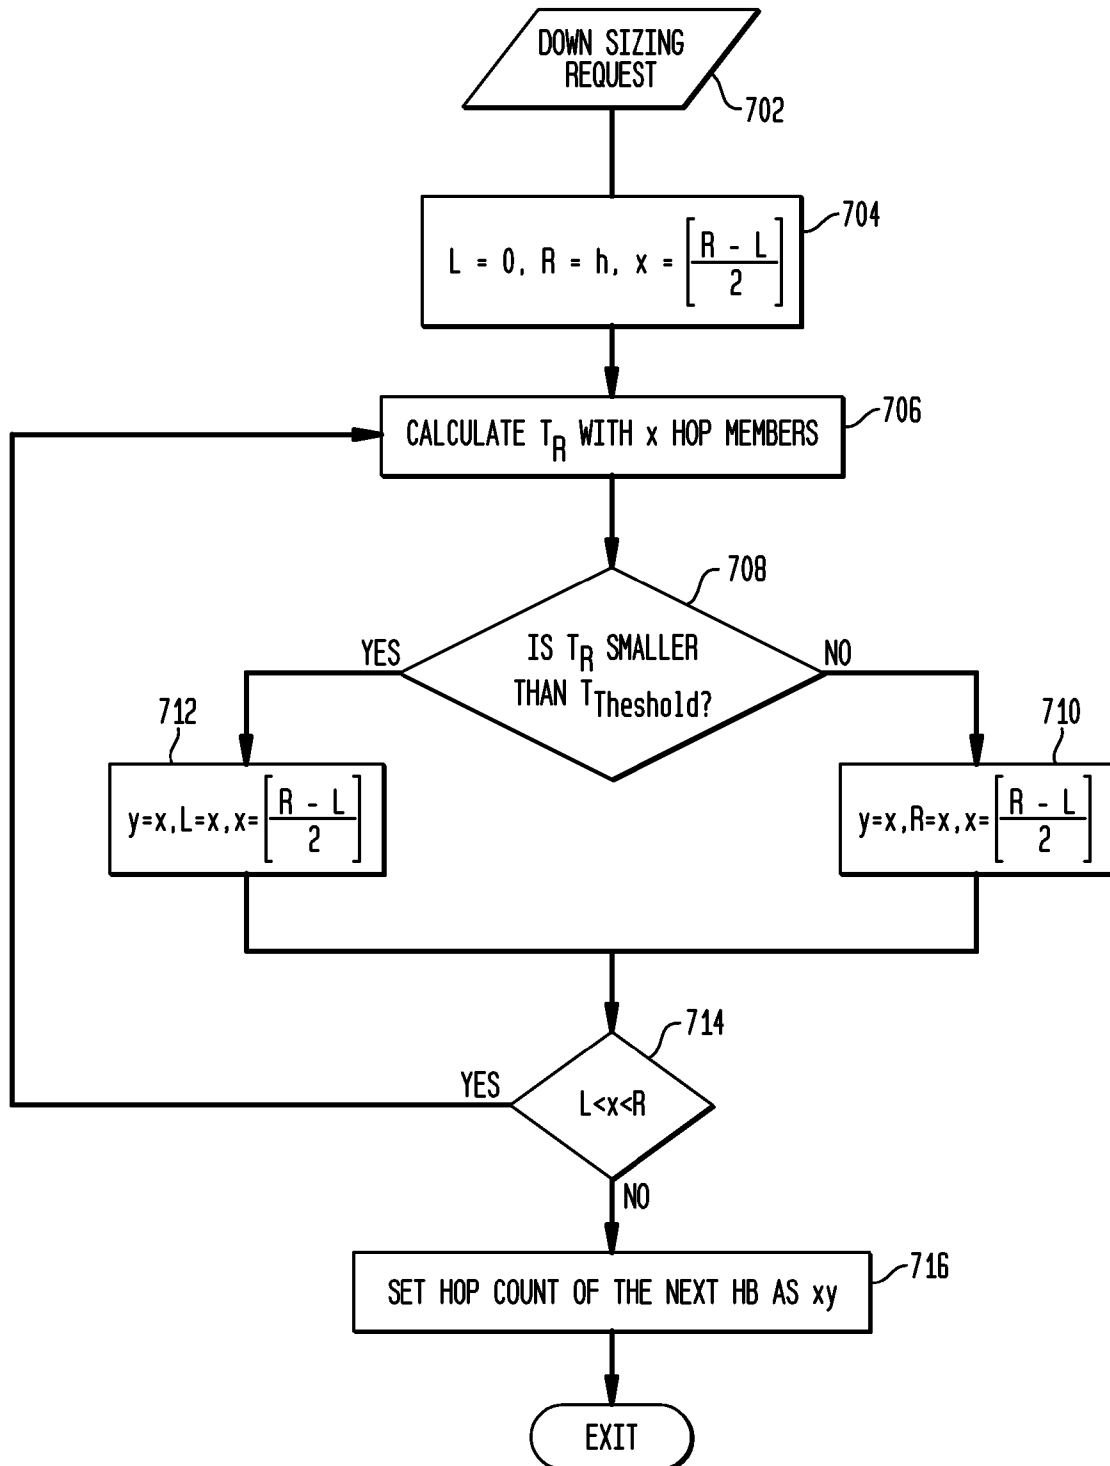 DOWN SIZING
REQUEST
702
704
L = 0, R = h, x = [R - L / 2]
706
CALCULATE T_R WITH x HOP MEMBERS
708
IS T_R SMALLER
THAN T_Theshold?
YES
NO
712
710
y=x,L=x,x=[R - L / 2]
y=x,R=x,x=[R - L / 2]
714
L<x<R
YES
NO
716
SET HOP COUNT OF THE NEXT HB AS xy
EXIT